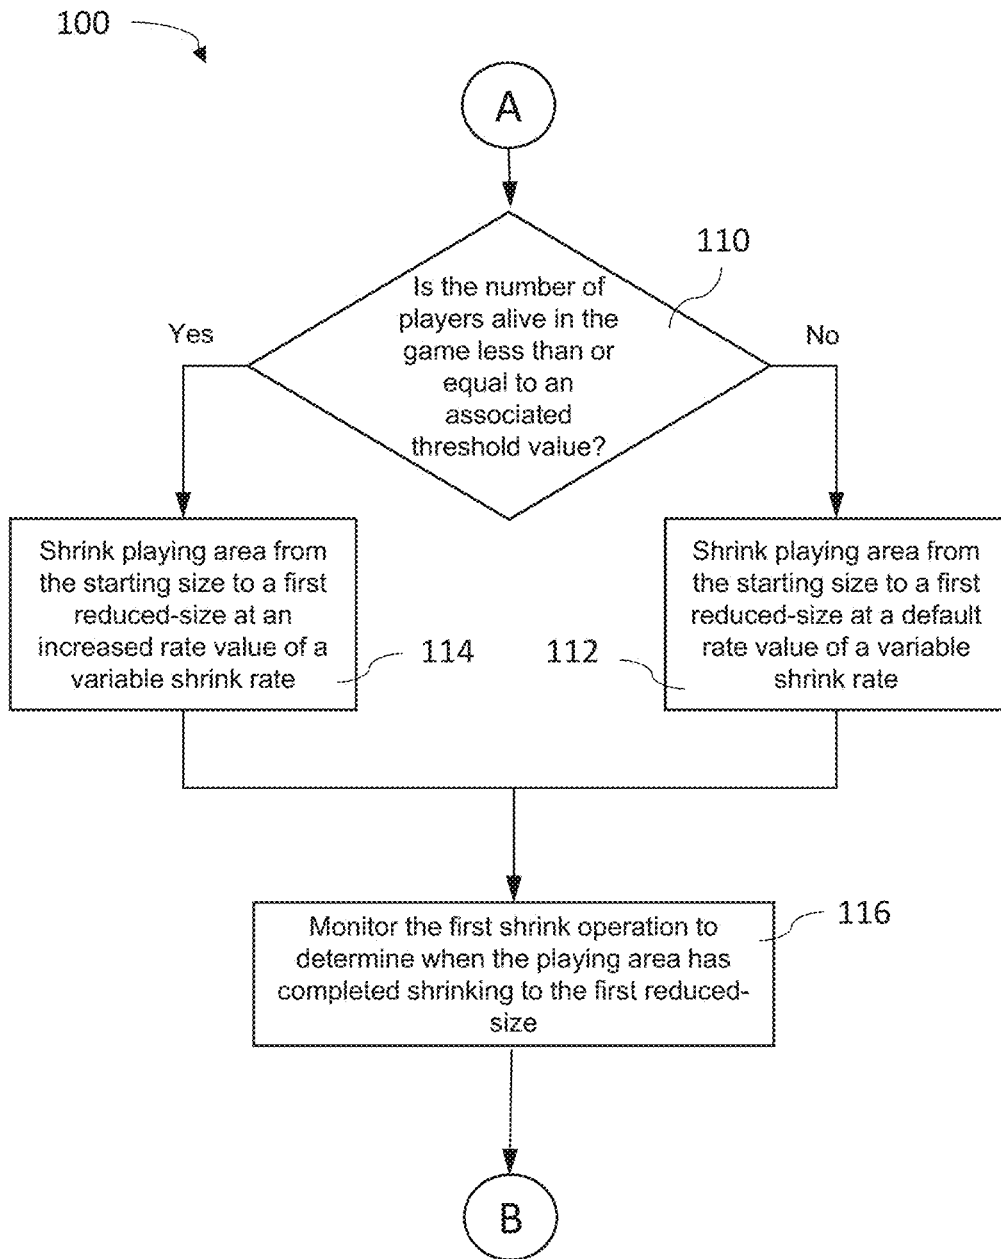 100
A
110
Is the number of
players alive in the
game less than or
equal to an
associated
threshold value?
Yes
No
Shrink playing area from
the starting size to a first
reduced-size at an
increased rate value of a
variable shrink rate
114
112
Shrink playing area from
the starting size to a first
reduced-size at a default
rate value of a variable
shrink rate
116
Monitor the first shrink operation to
determine when the playing area has
completed shrinking to the first reduced-
size
B